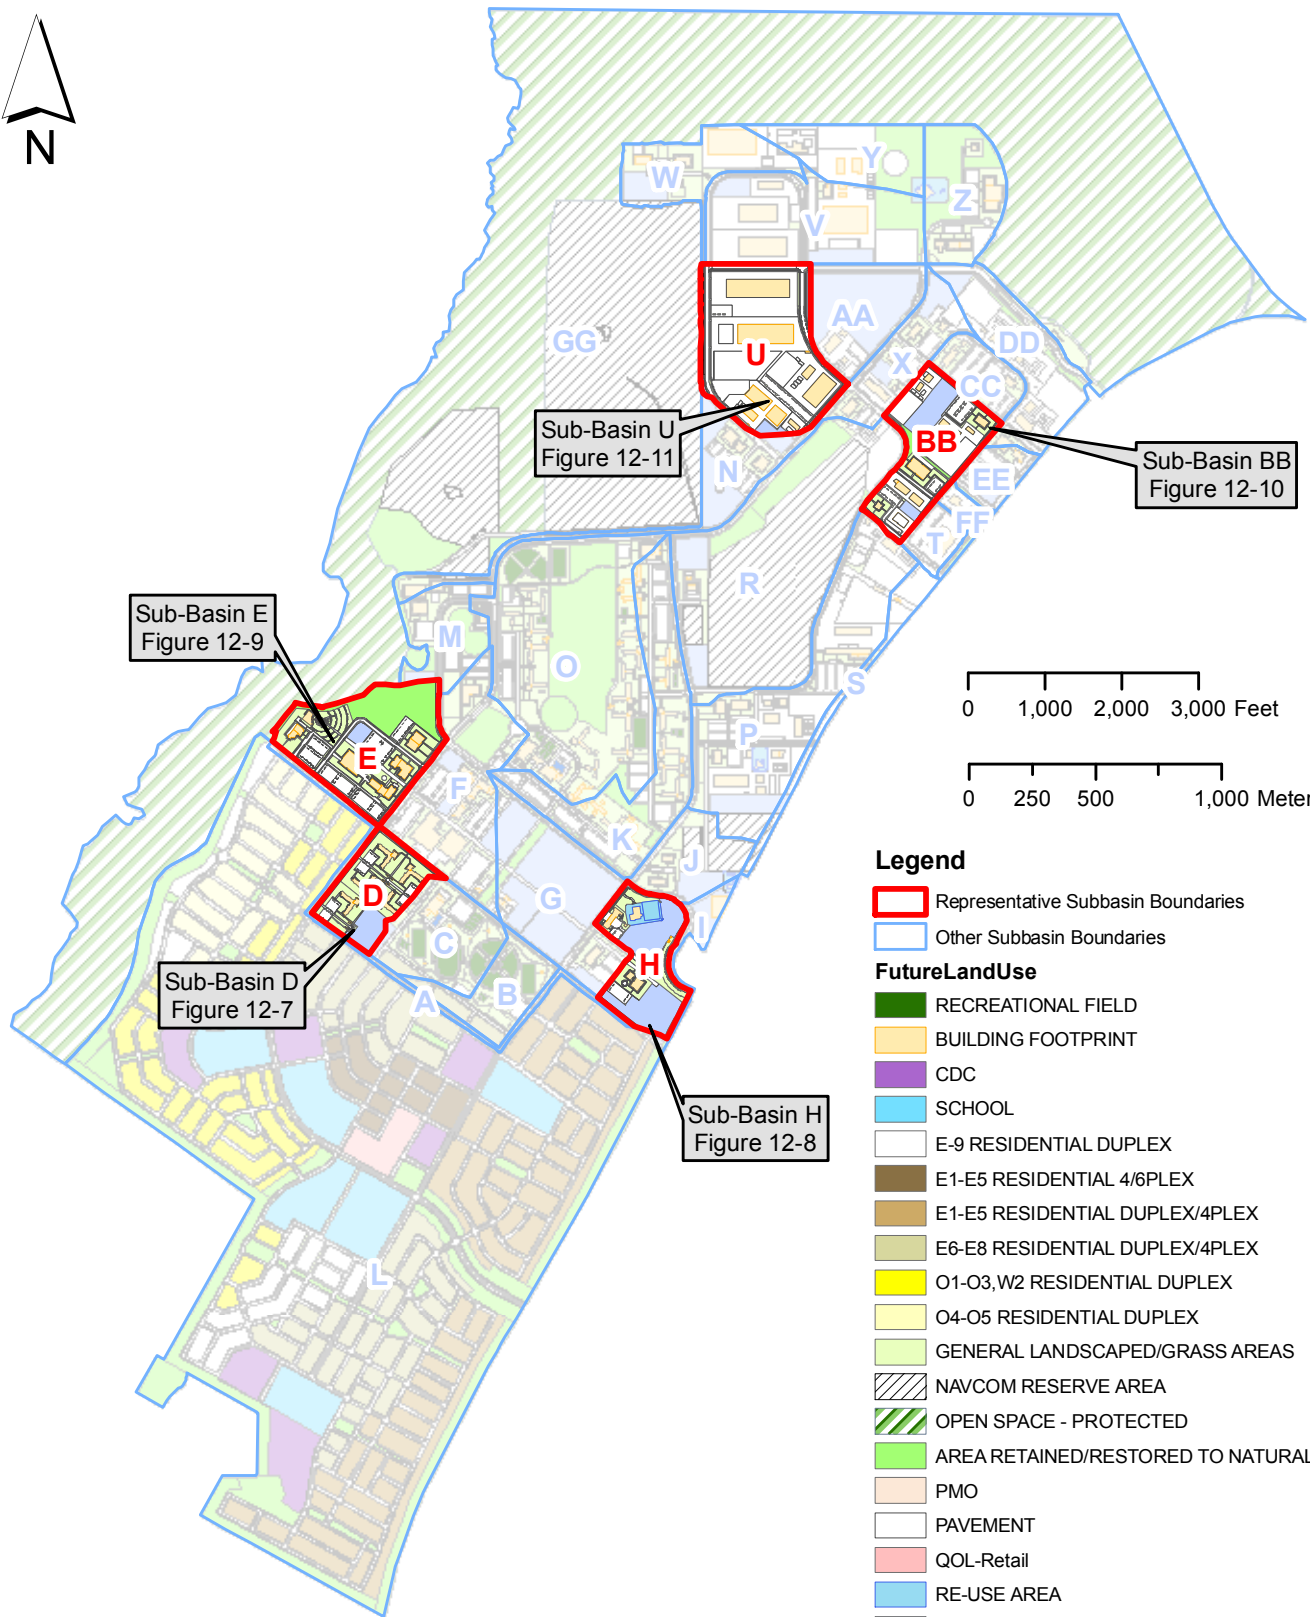 N
W
Y
Z
V
AA
DD
GG
U
X
CC
Sub-Basin U
Figure 12-11
BB
Sub-Basin BB
Figure 12-10
N
EE
FF
T
R
Sub-Basin E
Figure 12-9
M
O
S
0 1,000 2,000 3,000 Feet
P
E
F
0 250 500 1,000 Meter
K
J
Legend
Representative Subbasin Boundaries
Other Subbasin Boundaries
D
G
C
I
H
Sub-Basin D
Figure 12-7
A
B
FutureLandUse
RECREATIONAL FIELD
BUILDING FOOTPRINT
CDC
SCHOOL
Sub-Basin H
Figure 12-8
E-9 RESIDENTIAL DUPLEX
E1-E5 RESIDENTIAL 4/6PLEX
E1-E5 RESIDENTIAL DUPLEX/4PLEX
E6-E8 RESIDENTIAL DUPLEX/4PLEX
L
O1-O3,W2 RESIDENTIAL DUPLEX
O4-O5 RESIDENTIAL DUPLEX
GENERAL LANDSCAPED/GRASS AREAS
NAVCOM RESERVE AREA
OPEN SPACE - PROTECTED
AREA RETAINED/RESTORED TO NATURAL
PMO
PAVEMENT
QOL-Retail
RE-USE AREA